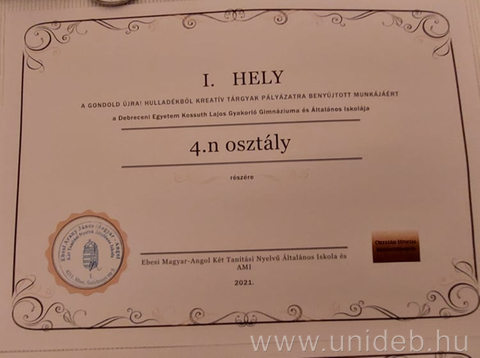 I. HELY
A GONDOLD ÚJRA! HULLADÉKBÓL KREATÍV TÁRGYAK PÁLYÁZATRA BENYÚJTOTT MUNKÁJÁÉRT
a Debreceni Egyetem Kossuth Lajos Gyakorló Gimnáziuma és Általános Iskolája
4.n osztály
részére
Ebesi Magyar-Angol Két Tanítási Nyelvű Általános Iskola és
AMI
2021.
www.unideb.hu